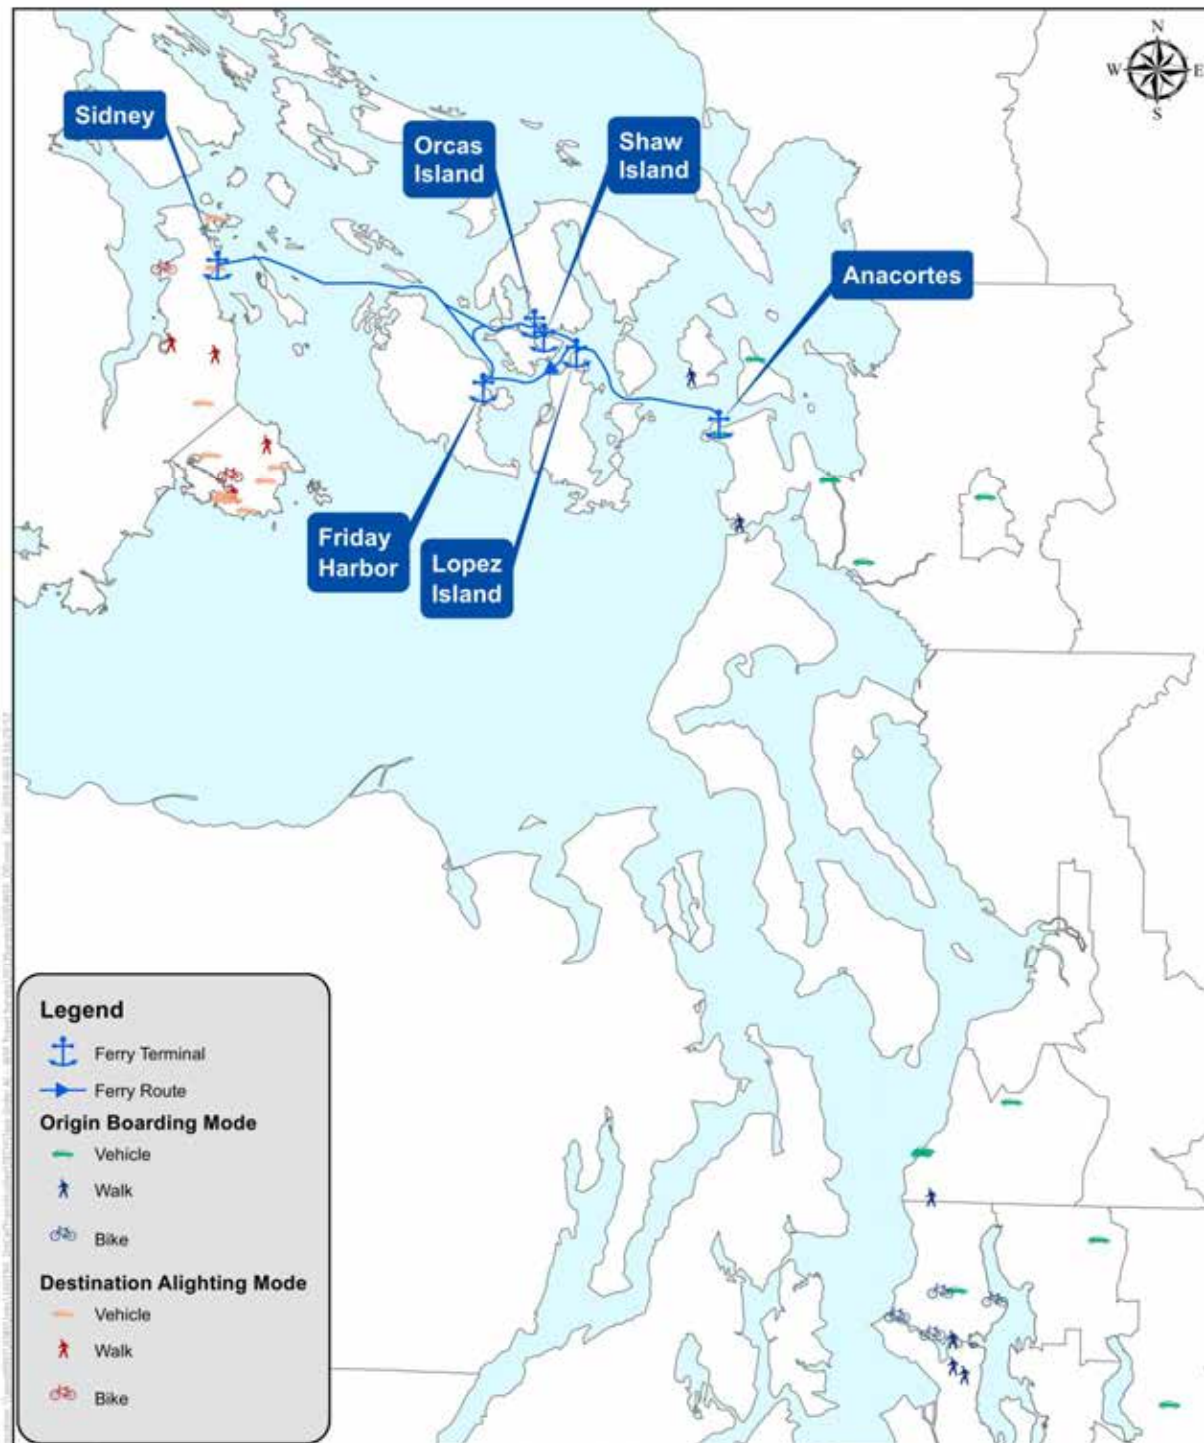 N
W
E
S
Sidney
Orcas
Island
Shaw
Island
Anacortes
Friday
Harbor
Lopez
Island
Legend
Ferry Terminal
Ferry Route
Origin Boarding Mode
Vehicle
Walk
Bike
Destination Alighting Mode
Vehicle
Walk
Bike